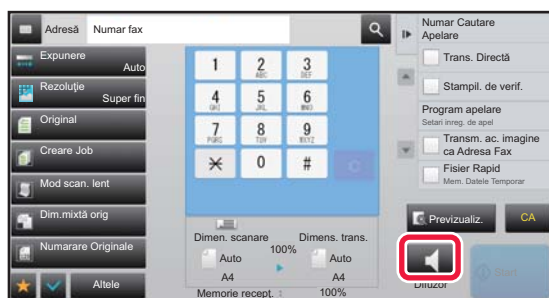 Adresă
Numar fax
Expunere
Auto
Rezoluţie
Super fin
Original
Creare Job
Mod scan. lent
Dim.mixtă orig
Numarare Originale
Altele
1
2
ABC
3
DEF
4
GHI
5
JKL
6
MNO
7
PQRS
8
TUV
9
WXYZ
0
#
Dimen. scanare
100%
Dimens. trans.
Auto
Auto
A4
A4
Memorie recept. :
100%
Numar Cautare
Apelare
Trans. Directă
Stampil. de verif.
Program apelare
Setari inreg. de apel
Transm. ac. imagine
ca Adresa Fax
Fisier Rapid
Mem. Datele Temporar
Previzualiz.
CA
Difuzor
Start